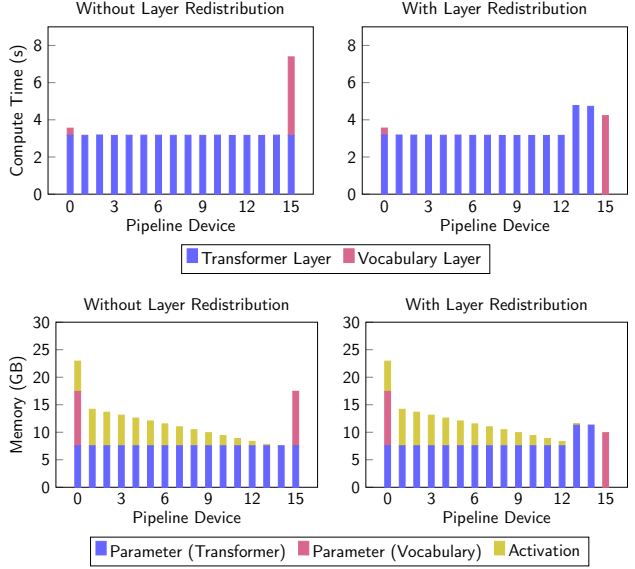 Without Layer Redistribution
With Layer Redistribution
Compute Time (s)
8
6
4
2
0
0 3 6 9 12 15
Pipeline Device
8
6
4
2
0
0 3 6 9 12 15
Pipeline Device
Transformer Layer Vocabulary Layer
Without Layer Redistribution
With Layer Redistribution
Memory (GB)
30
25
20
15
10
5
0
0 3 6 9 12 15
Pipeline Device
30
25
20
15
10
5
0
0 3 6 9 12 15
Pipeline Device
Parameter (Transformer) Parameter (Vocabulary) Activation